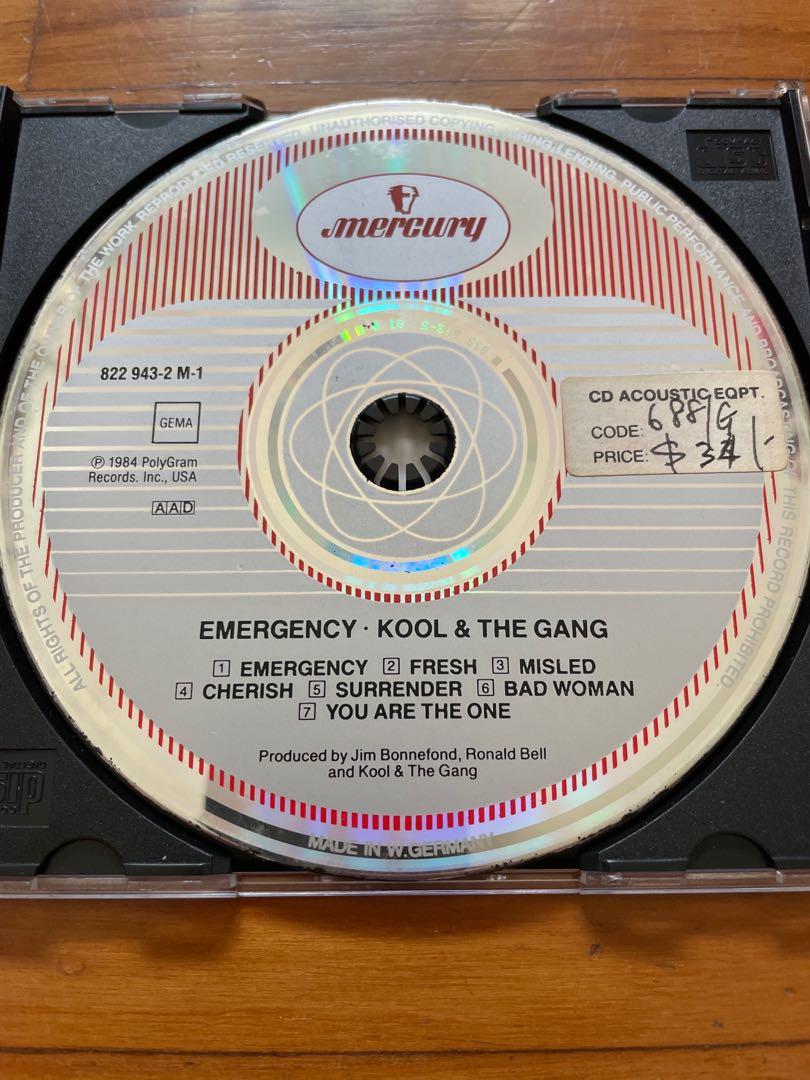 ALL RIGHTS OF THE PRODUCER AND OF THE OWNER OF THE WORK REPRODUCED RESERVED. UNAUTHORISED COPYING, HIRING, LENDING, PUBLIC PERFORMANCE AND BROADCASTING OF THIS RECORD PROHIBITED.
mercury
822 943-2 M-1
GEMA
℗ 1984 PolyGram
Records. Inc., USA
AAD
CD ACOUSTIC EQPT.
CODE: 688/G
PRICE:
EMERGENCY · KOOL & THE GANG
1 EMERGENCY 2 FRESH 3 MISLED
4 CHERISH 5 SURRENDER 6 BAD WOMAN
7 YOU ARE THE ONE
Produced by Jim Bonnefond, Ronald Bell
and Kool & The Gang
MADE IN W. GERMANY